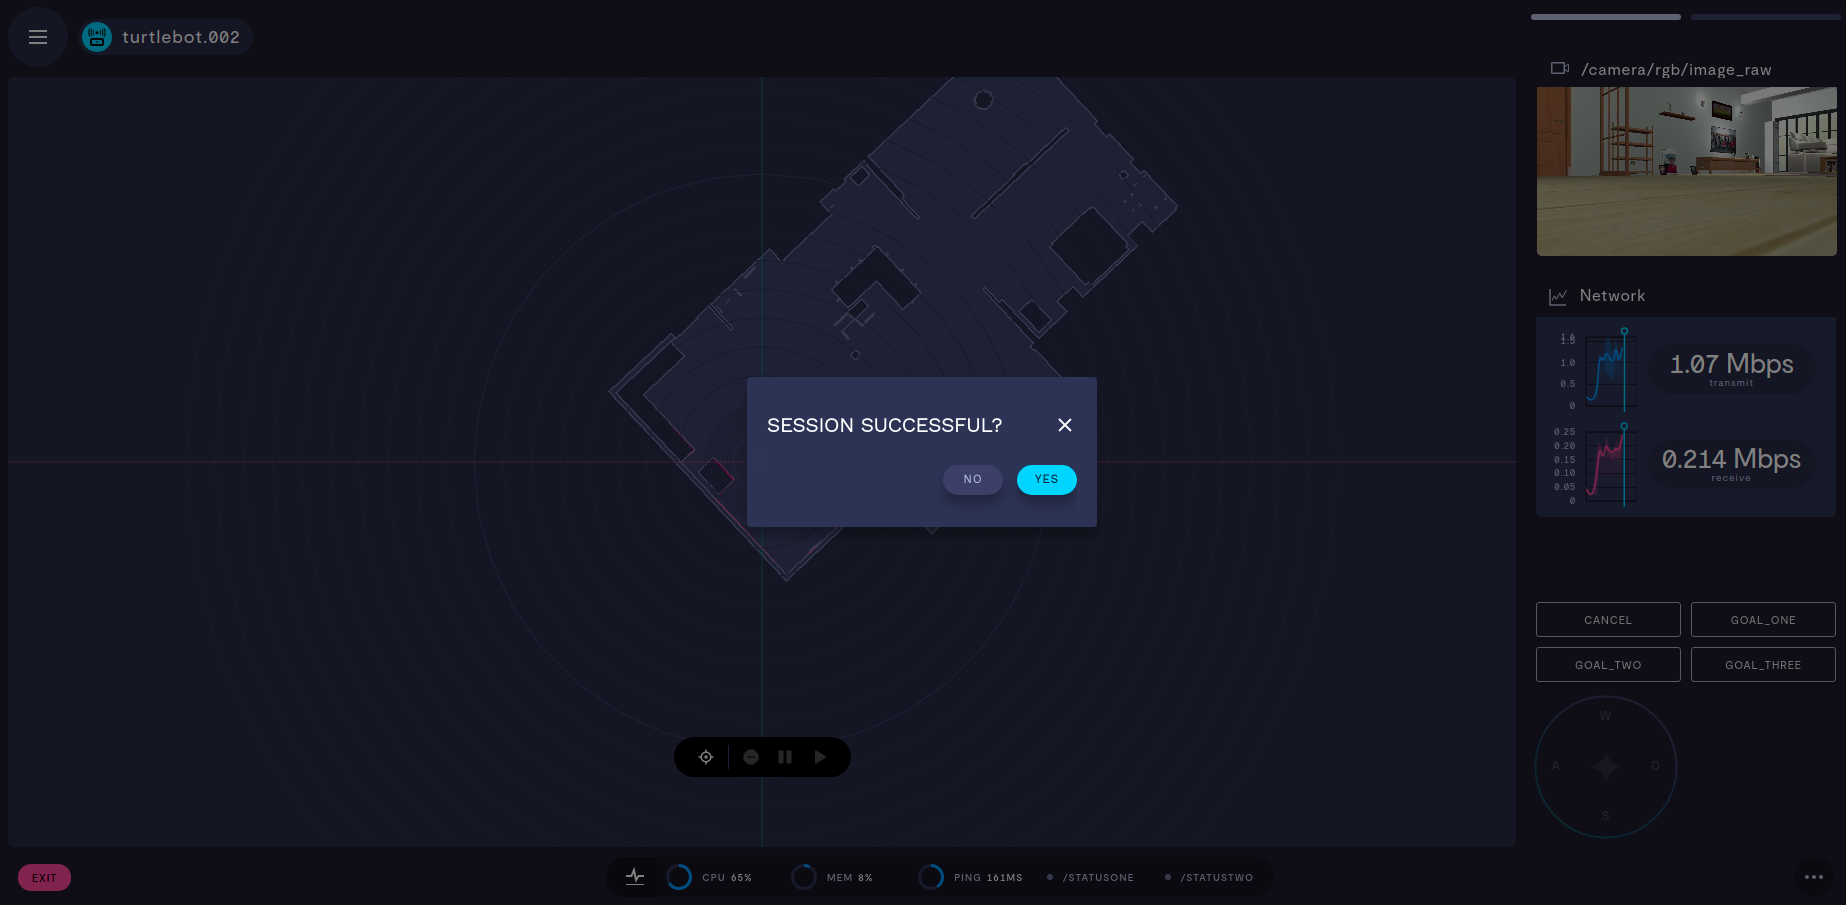 turtlebot.002
/camera/rgb/image_raw
Network
1.6
1.5
1.0
0.5
0
1.07 Mbps
transmit
0.25
0.20
0.15
0.10
0.05
0
0.214 Mbps
receive
SESSION SUCCESSFUL?
NO
YES
CANCEL
GOAL_ONE
GOAL_TWO
GOAL_THREE
W
A
D
S
EXIT
CPU 65%
MEM 8%
PING 161MS
/STATUSONE
/STATUSTWO